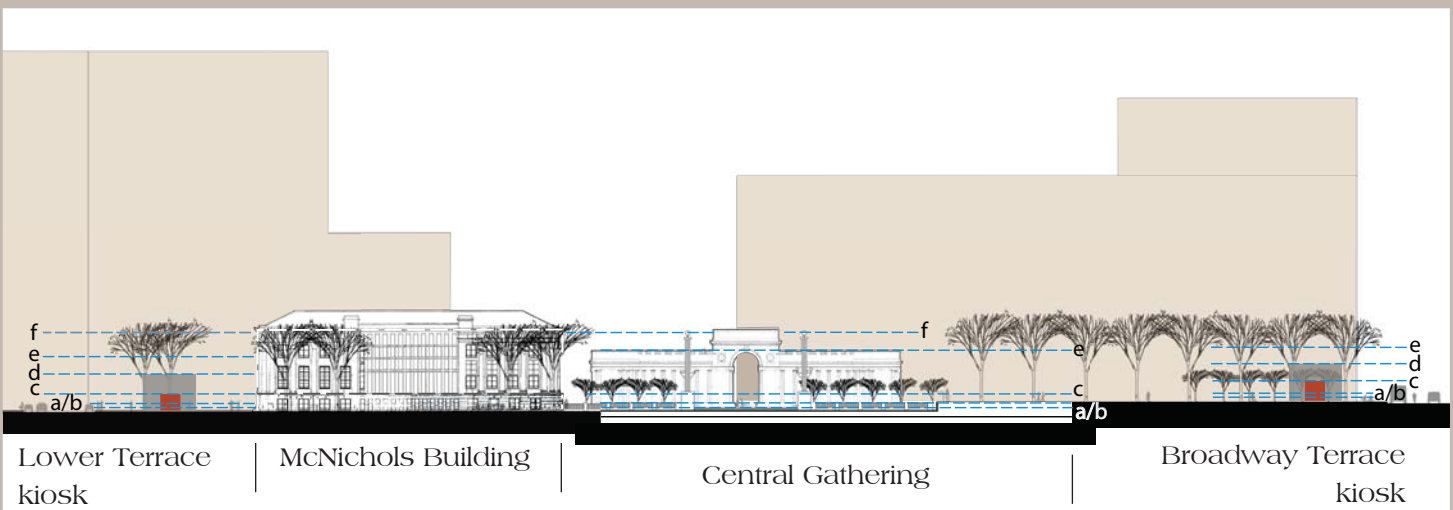 f
e
d
c
a/b
f
e
c
a/b
e
d
c
a/b
Lower Terrace
kiosk
McNichols Building
Central Gathering
Broadway Terrace
kiosk